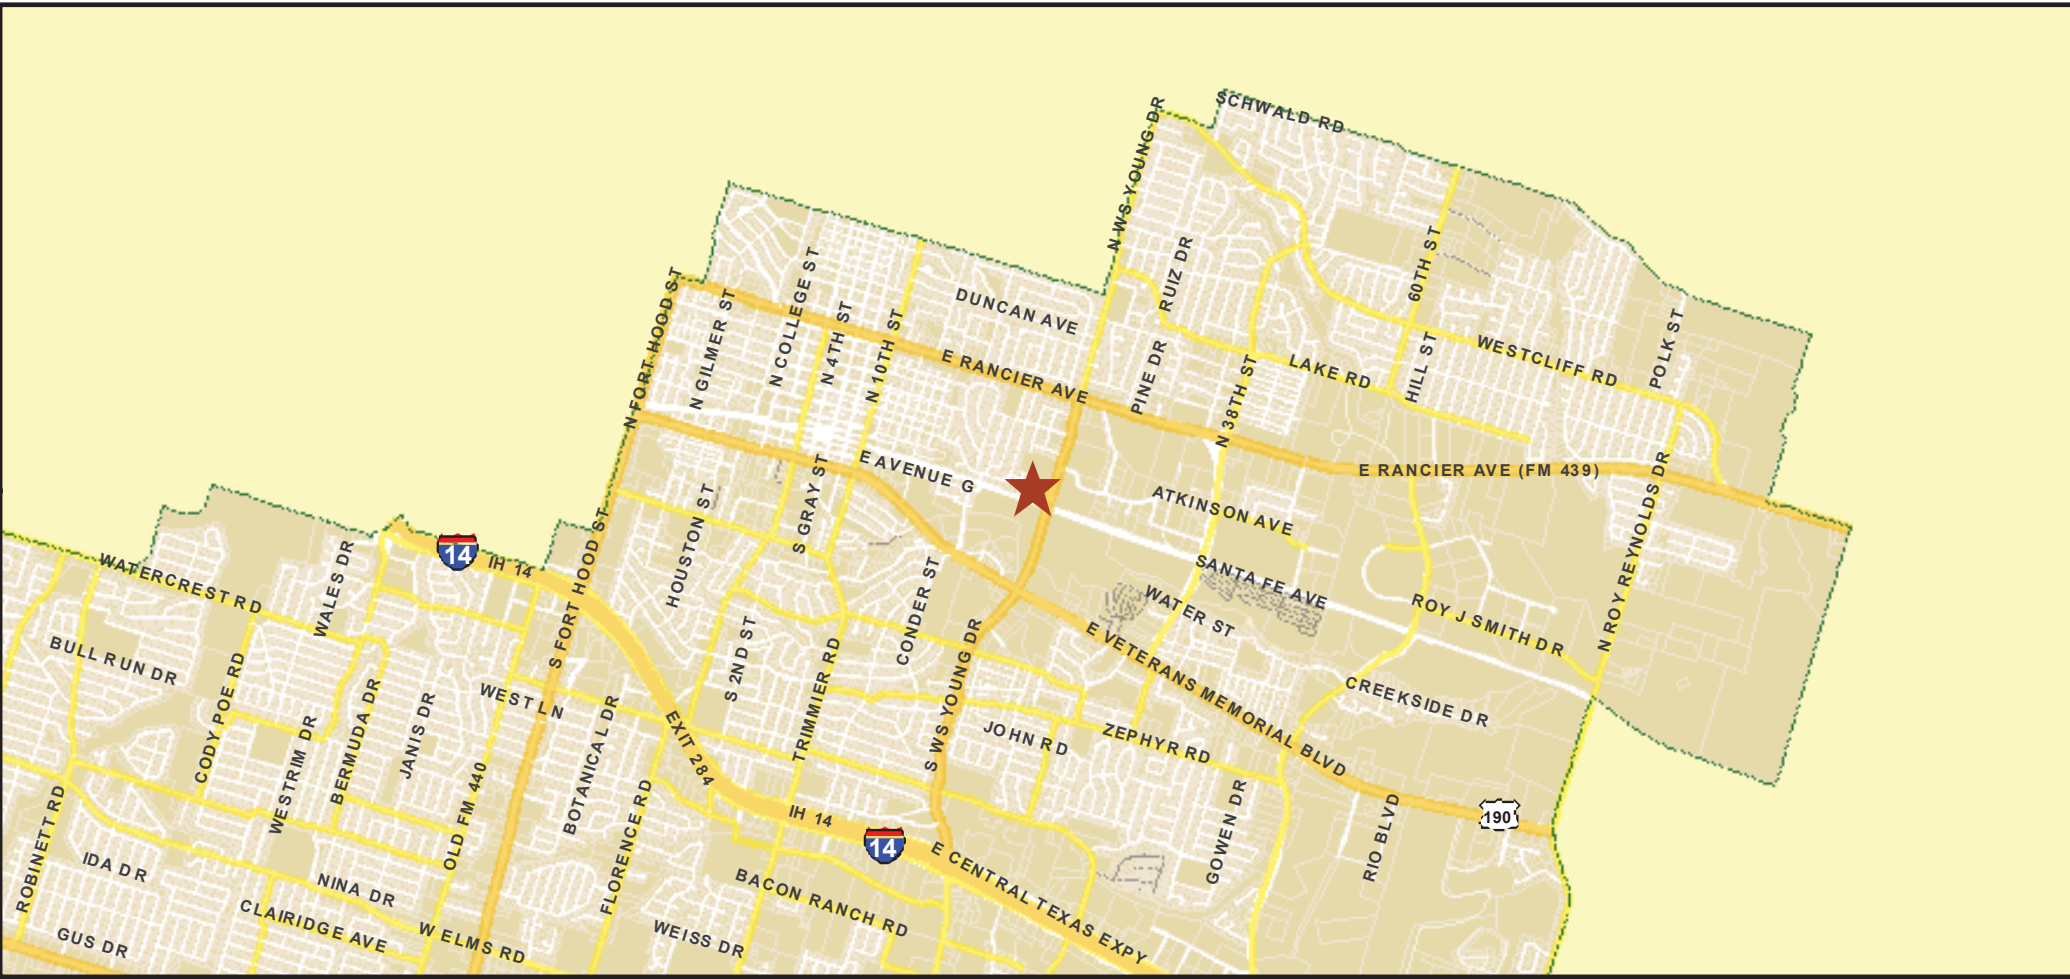 SCHWALD RD
N WS YOUNG DR
RUIZ DR
60TH ST
N FORT HOOD ST
N GILMER ST
N COLLEGE ST
N 4TH ST
N 10TH ST
DUNCAN AVE
E RANCIER AVE
PINE DR
N 38TH ST
LAKE RD
HILL ST
WESTCLIFF RD
POLK ST
E AVENUE G
E RANCIER AVE (FM 439)
S GRAY ST
HOUSTON ST
ATKINSON AVE
N ROY REYNOLDS DR
14
IH 14
WATERCREST RD
WALES DR
S FORT HOOD ST
CONDER ST
SANTA FE AVE
WATER ST
ROY J SMITH DR
BULL RUN DR
CODY POE RD
S 2ND ST
TRIMMIER RD
S WS YOUNG DR
E VETERANS MEMORIAL BLVD
CREEKSIDE DR
WEST LN
WESTRIM DR
BERMUDA DR
JANIS DR
BOTANICAL DR
EXIT 284
JOHN RD
ZEPHYR RD
ROBINETT RD
OLD FM 440
FLORENCE RD
IH 14
14
GOWEN DR
RIO BLVD
190
IDA DR
NINA DR
BACON RANCH RD
E CENTRAL TEXAS EXPY
GUS DR
CLAIRIDGE AVE
W ELMS RD
WEISS DR